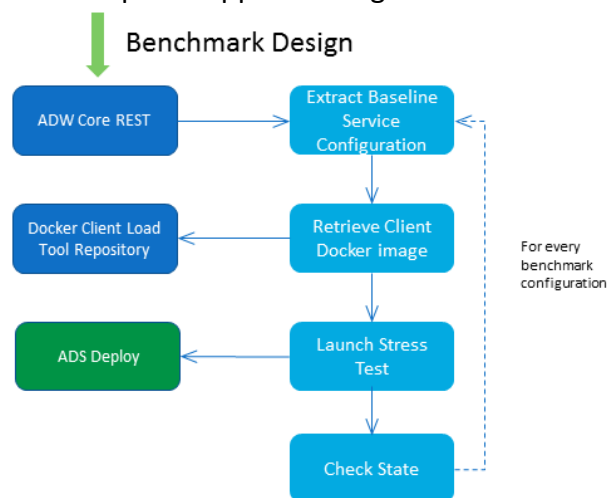 Benchmark Design
ADW Core REST
Extract Baseline
Service
Configuration
Docker Client Load
Tool Repository
Retrieve Client
Docker image
For every
benchmark
configuration
ADS Deploy
Launch Stress
Test
Check State